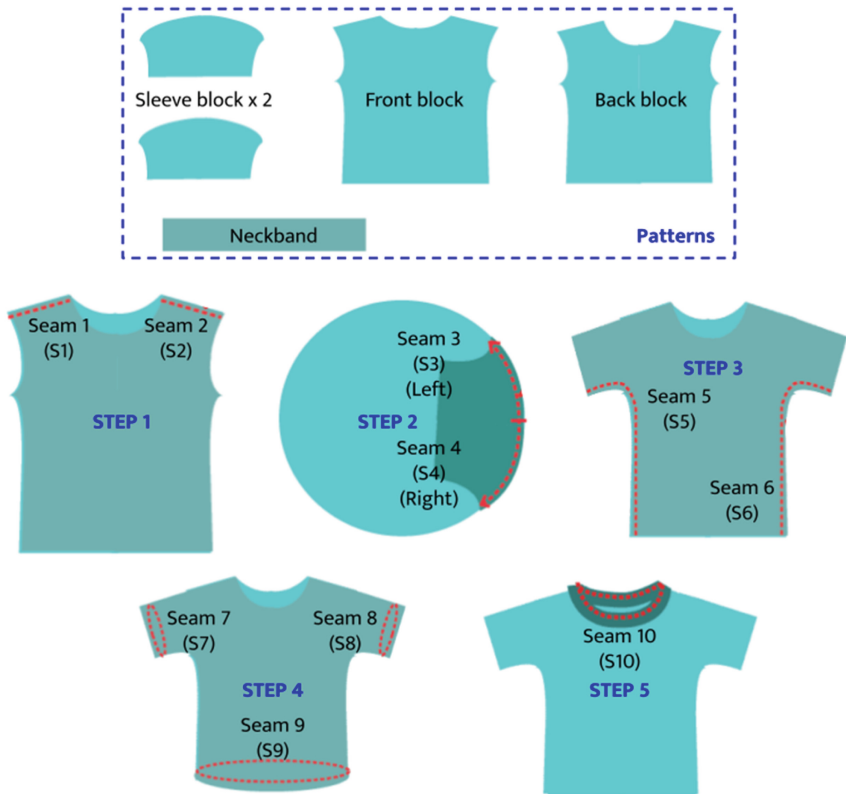 Sleeve block x 2
Front block
Back block
Neckband
Patterns
Seam 1
(S1)
Seam 2
(S2)
STEP 1
Seam 3
(S3)
(Left)
STEP 2
Seam 4
(S4)
(Right)
STEP 3
Seam 5
(S5)
Seam 6
(S6)
Seam 7
(S7)
Seam 8
(S8)
STEP 4
Seam 9
(S9)
Seam 10
(S10)
STEP 5